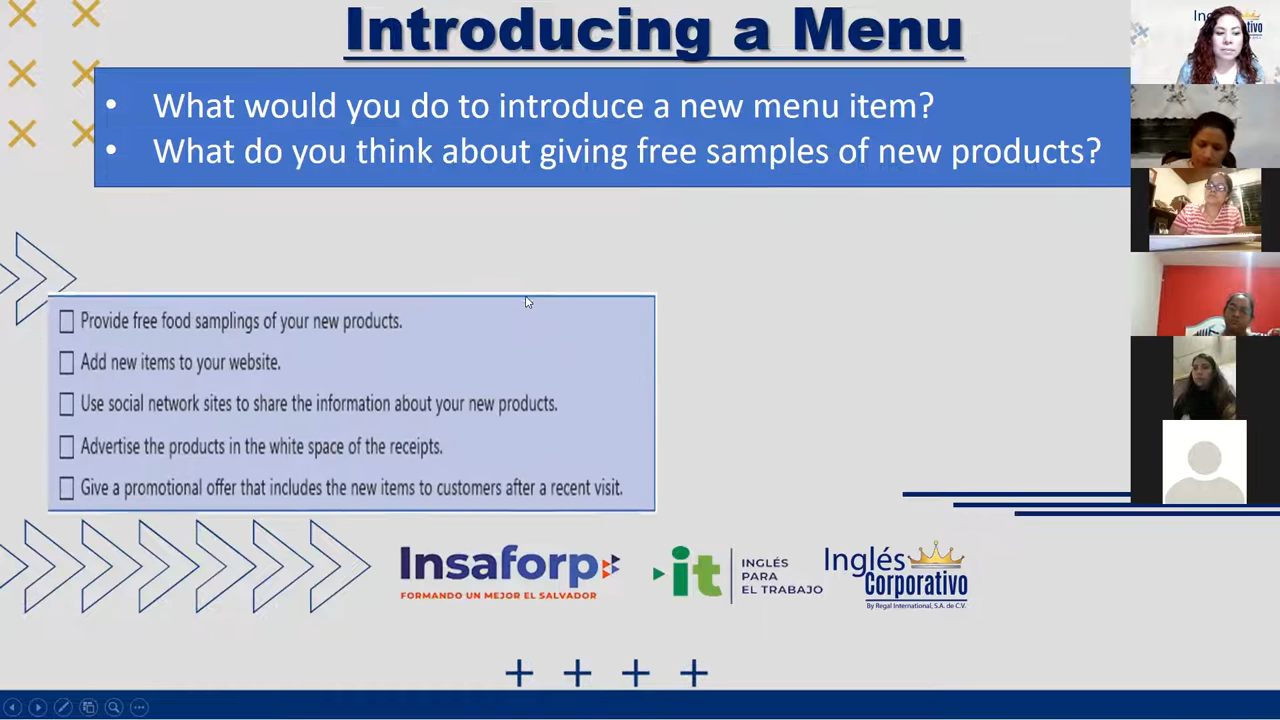 Introducing a Menu
• What would you do to introduce a new menu item?
• What do you think about giving free samples of new products?
Provide free food samplings of your new products.
Add new items to your website.
Use social network sites to share the information about your new products.
Advertise the products in the white space of the receipts.
Give a promotional offer that includes the new items to customers after a recent visit.
Insaforp
FORMANDO UN MEJOR EL SALVADOR
it
INGLÉS
PARA
EL TRABAJO
Inglés
Corporativo
By Regal International, S.A. de C.V.